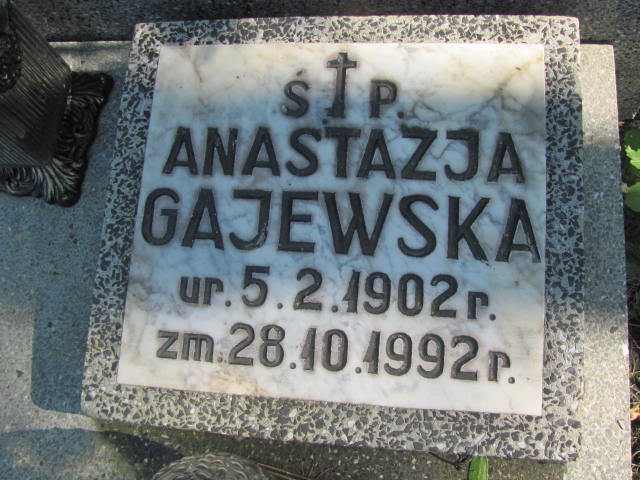 Ś P.
ANASTAZJA
GAJEWSKA
ur. 5. 2. 1902 r.
zm. 28. 10. 1992 r.